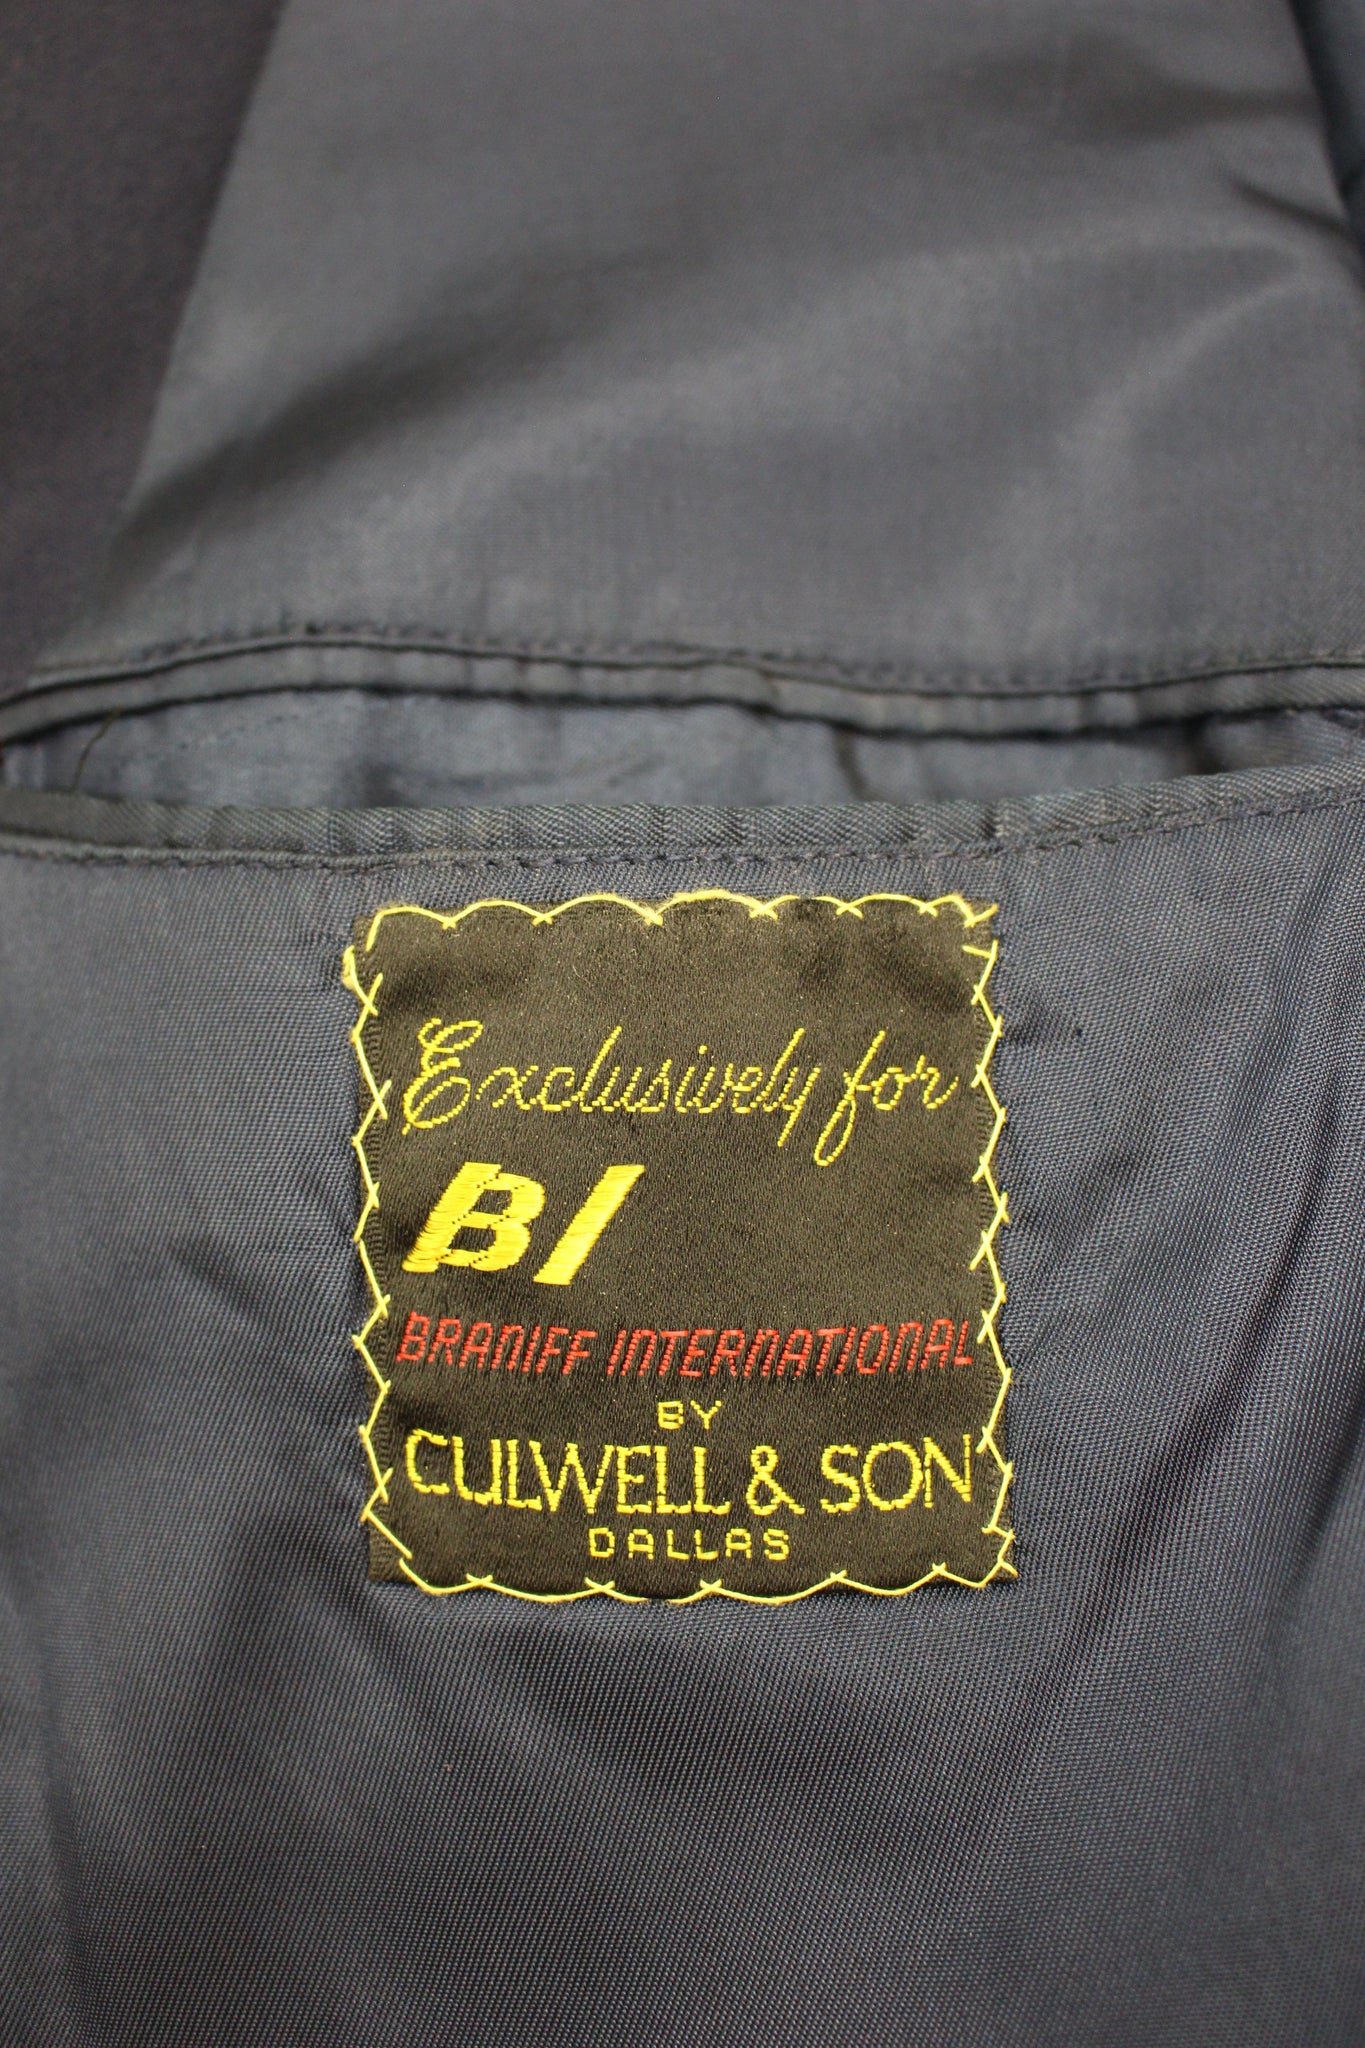 Exclusively for
BI
BRANIFF INTERNATIONAL
BY
CULWELL & SON
DALLAS